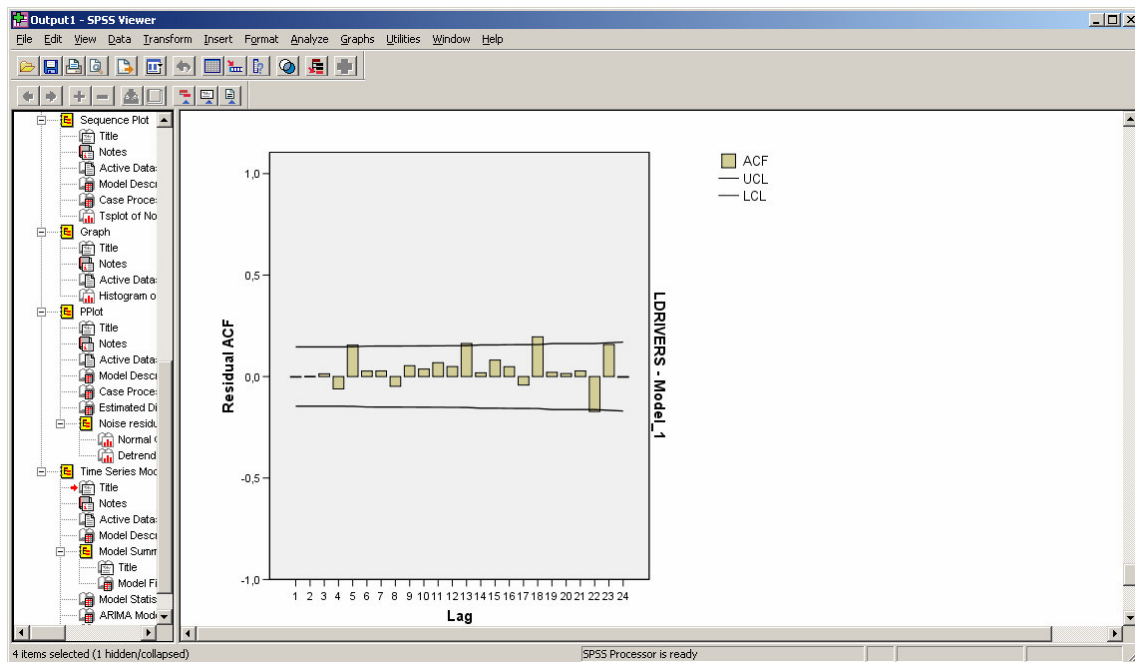 Output1 - SPSS Viewer
File Edit View Data Transform Insert Format Analyze Graphs Utilities Window Help
Sequence Plot
Title
Notes
Active Data
Model Descr
Case Proce
Tsplot of No
Graph
Title
Notes
Active Data
Histogram o
PPlot
Title
Notes
Active Data
Model Descr
Case Proce
Estimated Di
Noise residu
Normal
Detrend
Time Series Mod
Title
Notes
Active Data
Model Descr
Model Summ
Title
Model Fi
Model Statis
ARIMA Mod
1,0
0,5
0,0
-0,5
-1,0
Residual ACF
1 2 3 4 5 6 7 8 9 10 11 12 13 14 15 16 17 18 19 20 21 22 23 24
Lag
LDRIVERS - Model_1
ACF
UCL
LCL
4 items selected (1 hidden/collapsed)
SPSS Processor is ready